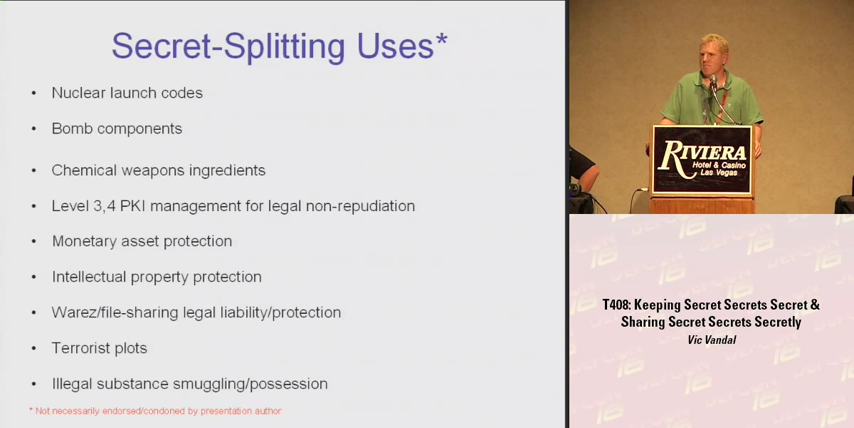 Secret-Splitting Uses*
• Nuclear launch codes
• Bomb components
• Chemical weapons ingredients
• Level 3,4 PKI management for legal non-repudiation
• Monetary asset protection
• Intellectual property protection
• Warez/file-sharing legal liability/protection
• Terrorist plots
• Illegal substance smuggling/possession
* Not necessarily endorsed/condoned by presentation author
RIVIERA
Hotel & Casino
Las Vegas
T408: Keeping Secret Secrets Secret &
Sharing Secret Secrets Secretly
Vic Vandal